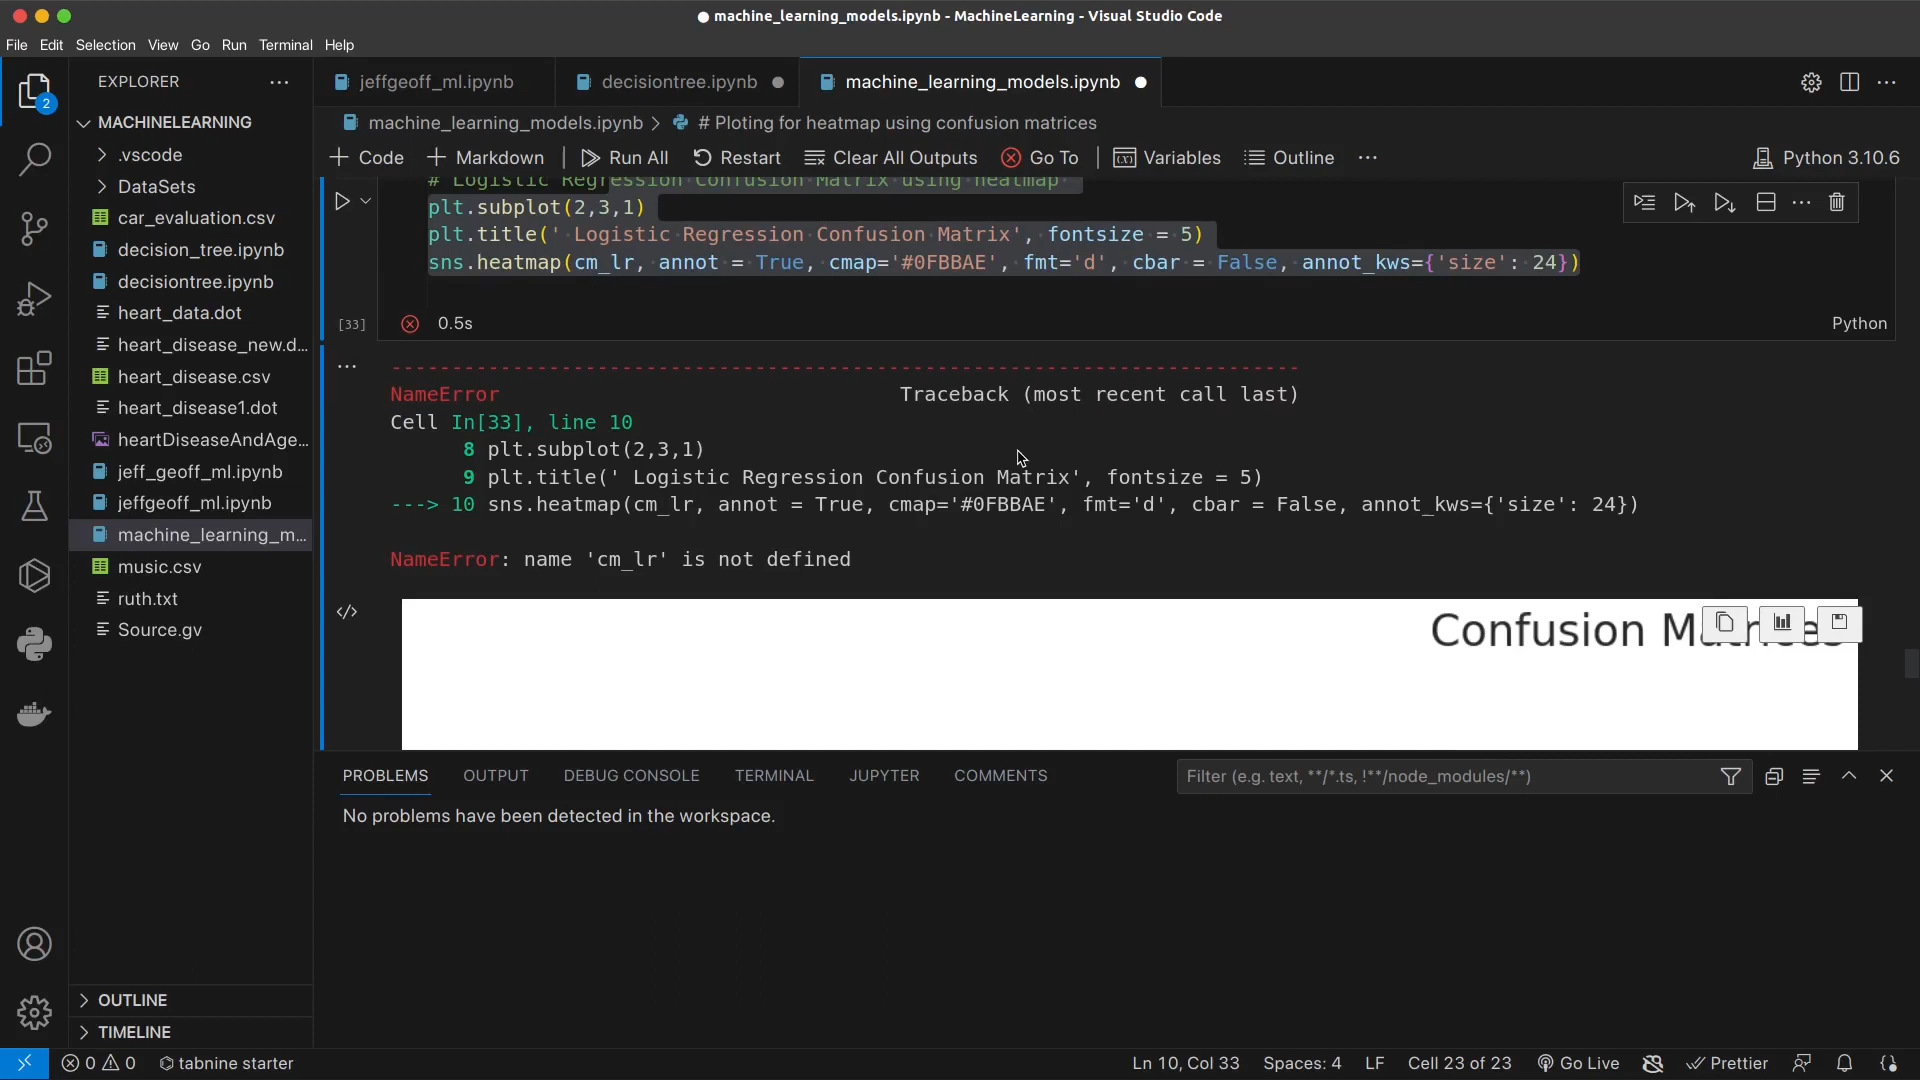 machine_learning_models.ipynb - MachineLearning - Visual Studio Code
File Edit Selection View Go Run Terminal Help
EXPLORER
jeffgeoff_ml.ipynb
decisiontree.ipynb
machine_learning_models.ipynb
2
MACHINELEARNING
machine_learning_models.ipynb > # Ploting for heatmap using confusion matrices
.vscode
Code Markdown Run All Restart Clear All Outputs Go To Variables Outline Python 3.10.6
DataSets
car_evaluation.csv
decision_tree.ipynb
decisiontree.ipynb
heart_data.dot
heart_disease_new.d...
heart_disease.csv
heart_disease1.dot
heartDiseaseAndAge...
jeff_geoff_ml.ipynb
jeffgeoff_ml.ipynb
machine_learning_m...
music.csv
ruth.txt
Source.gv
# Logistic Regression Confusion Matrix using heatmap
plt.subplot(2,3,1)
plt.title(' Logistic Regression Confusion Matrix', fontsize = 5)
sns.heatmap(cm_lr, annot = True, cmap='#0FBBAE', fmt='d', cbar = False, annot_kws={'size': 24})
[33] 0.5s Python
---------------------------------------------------------------------------
NameError Traceback (most recent call last)
Cell In[33], line 10
8 plt.subplot(2,3,1)
9 plt.title(' Logistic Regression Confusion Matrix', fontsize = 5)
---> 10 sns.heatmap(cm_lr, annot = True, cmap='#0FBBAE', fmt='d', cbar = False, annot_kws={'size': 24})
NameError: name 'cm_lr' is not defined
Confusion
PROBLEMS OUTPUT DEBUG CONSOLE TERMINAL JUPYTER COMMENTS
Filter (e.g. text, **/*.ts, !**/node_modules/**)
No problems have been detected in the workspace.
OUTLINE
TIMELINE
0 0 tabnine starter
Ln 10, Col 33 Spaces: 4 LF Cell 23 of 23 Go Live Prettier